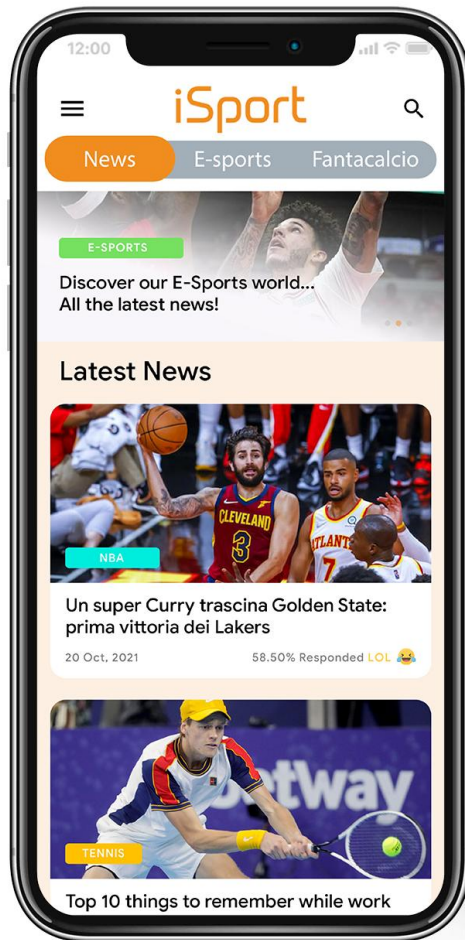 12:00
iSport
News E-sports Fantacalcio
E-SPORTS
Discover our E-Sports world...
All the latest news!
Latest News
CLEVELAND
3
ATLANT
7
NBA
Un super Curry trascina Golden State:
prima vittoria dei Lakers
20 Oct, 2021 58.50% Responded LOL
etway
TENNIS
Top 10 things to remember while work